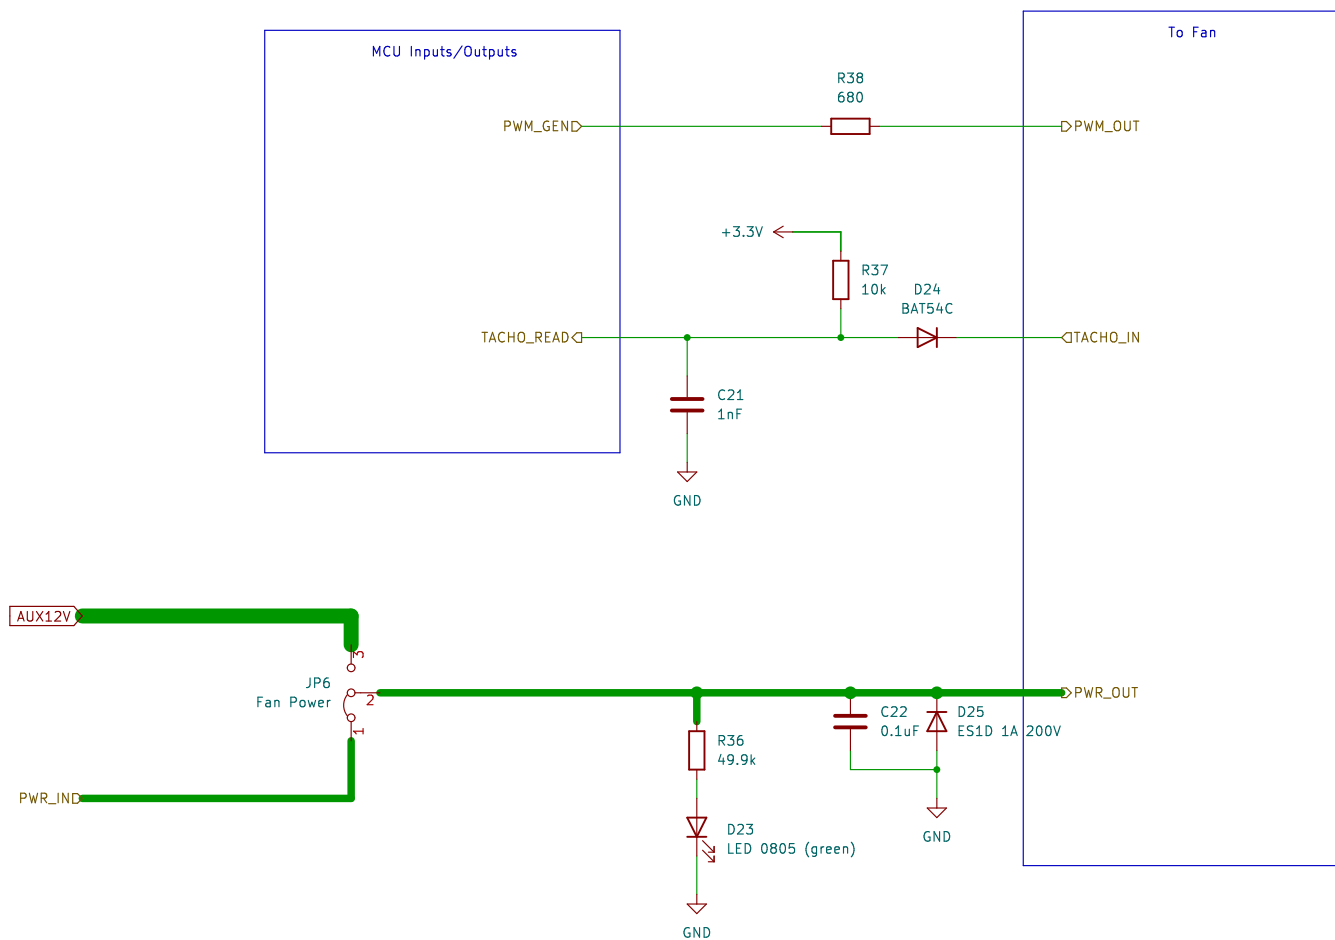 To Fan
MCU Inputs/Outputs
R38
680
PWM_GEN
PWM_OUT
+3.3V
R37
10k
D24
BAT54C
TACHO_READ
TACHO_IN
C21
1nF
GND
AUX12V
3
JP6
Fan Power
2
1
PWR_OUT
C22
0.1uF
D25
ES1D 1A 200V
R36
49.9k
PWR_IN
D23
LED 0805 (green)
GND
GND